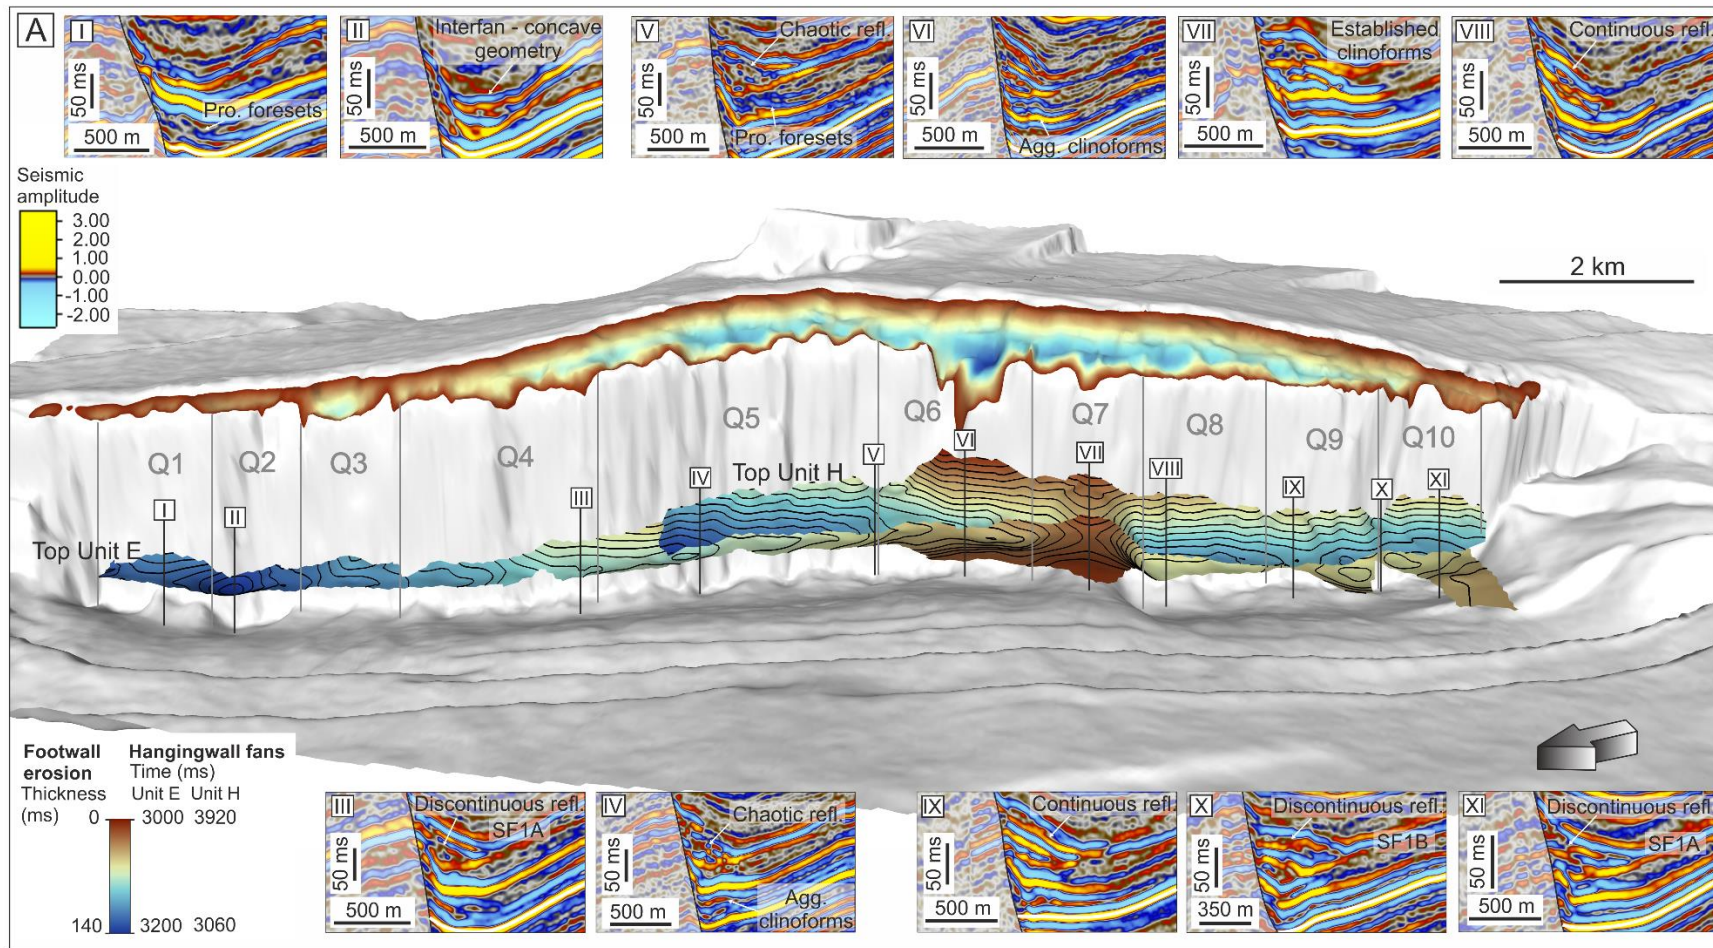 A
I
50 ms
500 m
Pro. foresets
II
Interfan - concave
geometry
50 ms
500 m
V
Chaotic refl.
50 ms
500 m
Pro. foresets
VI
50 ms
500 m
Agg. clinoforms
VII
Established
clinoforms
50 ms
500 m
VIII
Continuous refl.
50 ms
500 m
Seismic
amplitude
3.00
2.00
1.00
0.00
-1.00
-2.00
2 km
Q1
Q2
Q3
Q4
Q5
Q6
Q7
Q8
Q9
Q10
Top Unit H
Top Unit E
I
II
III
IV
V
VI
VII
VIII
IX
X
XI
Footwall Hangingwall fans
erosion Time (ms)
Thickness Unit E Unit H
(ms)
0 3000 3920
140 3200 3060
III
Discontinuous refl.
SF1A
50 ms
500 m
IV
Chaotic refl.
50 ms
500 m
Agg.
clinoforms
IX
Continuous refl.
50 ms
500 m
X
Discontinuous refl.
SF1B
50 ms
350 m
XI
Discontinuous refl.
SF1A
50 ms
500 m